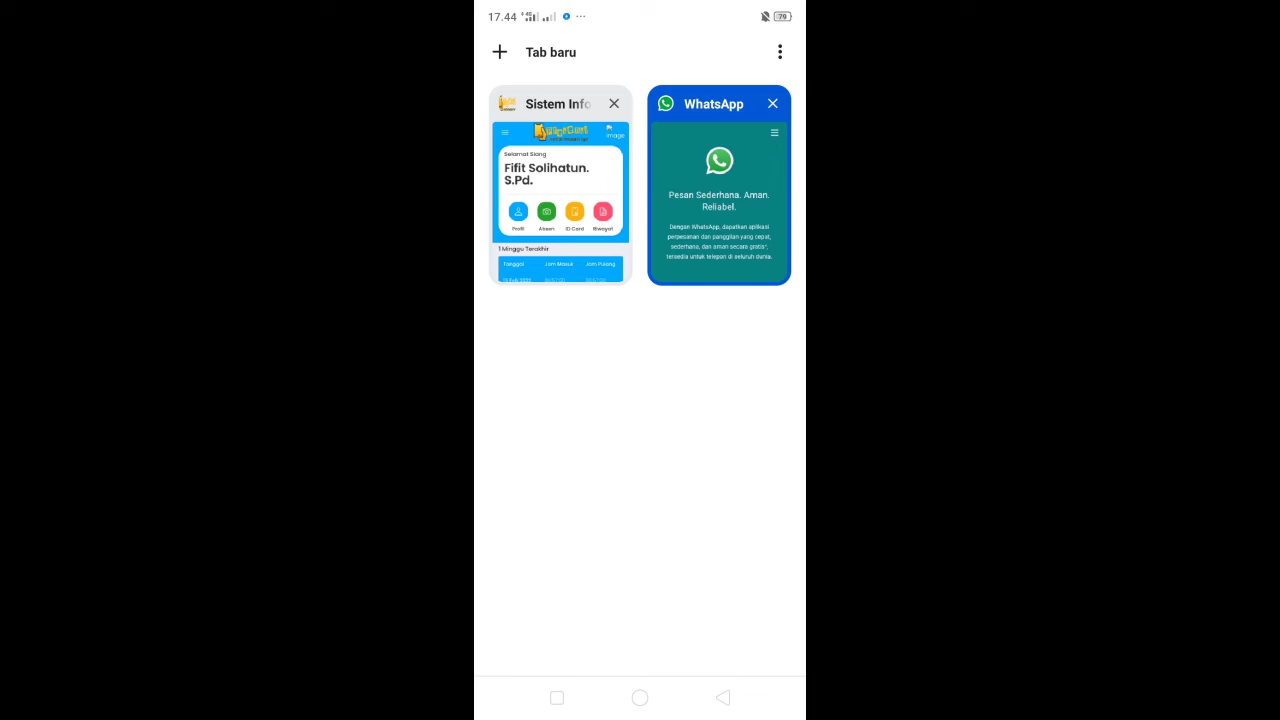 17.44
79
Tab baru
Sistem Info
WhatsApp
image
Selamat Siang
Fifit Solihatun.
S.Pd.
Profil
Absen
ID Card
Riwayat
1 Minggu Terakhir
Tanggal
Jam Masuk
Jam Pulang
Pesan Sederhana. Aman.
Reliabel.
Dengan WhatsApp, dapatkan aplikasi
perpesanan dan panggilan yang cepat,
sederhana, dan aman secara gratis*,
tersedia untuk telepon di seluruh dunia.